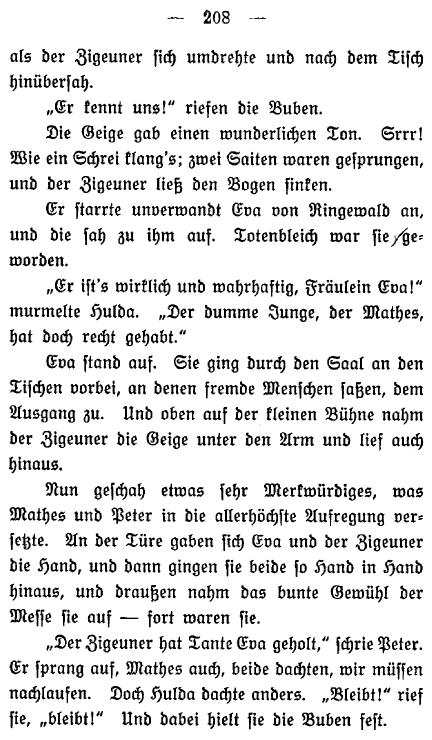 — 208 —
als der Zigeuner sich umdrehte und nach dem Tisch
hinübersah.
„Er kennt uns!“ riefen die Buben.
Die Geige gab einen wunderlichen Ton. Srrr!
Wie ein Schrei klang's; zwei Saiten waren gesprungen,
und der Zigeuner ließ den Bogen sinken.
Er starrte unverwandt Eva von Ringewald an,
und die sah zu ihm auf. Totenbleich war sie ge-
worden.
„Er ist's wirklich und wahrhaftig, Fräulein Eva!“
murmelte Hulda. „Der dumme Junge, der Mathes,
hat doch recht gehabt.“
Eva stand auf. Sie ging durch den Saal an den
Tischen vorbei, an denen fremde Menschen saßen, dem
Ausgang zu. Und oben auf der kleinen Bühne nahm
der Zigeuner die Geige unter den Arm und lief auch
hinaus.
Nun geschah etwas sehr Merkwürdiges, was
Mathes und Peter in die allerhöchste Aufregung ver-
setzte. An der Türe gaben sich Eva und der Zigeuner
die Hand, und dann gingen sie beide so Hand in Hand
hinaus, und draußen nahm das bunte Gewühl der
Messe sie auf — fort waren sie.
„Der Zigeuner hat Tante Eva geholt,“ schrie Peter.
Er sprang auf, Mathes auch, beide dachten, wir müssen
nachlaufen. Doch Hulda dachte anders. „Bleibt!“ rief
sie, „bleibt!“ Und dabei hielt sie die Buben fest.